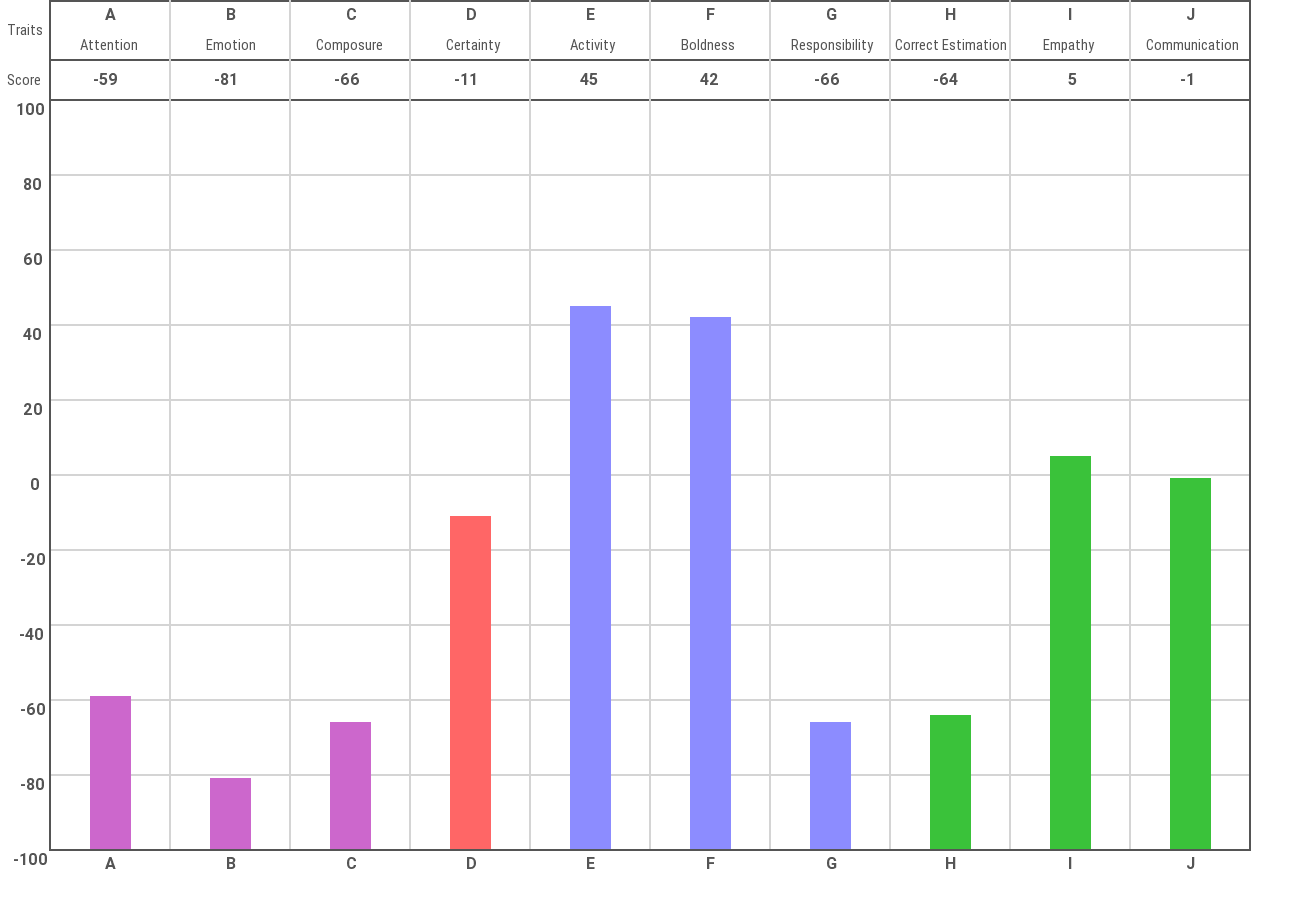 Traits
A B C D E F G H I J
Attention Emotion Composure Certainty Activity Boldness Responsibility Correct Estimation Empathy Communication
Score -59 -81 -66 -11 45 42 -66 -64 5 -1
100
80
60
40
20
0
-20
-40
-60
-80
-100
A B C D E F G H I J